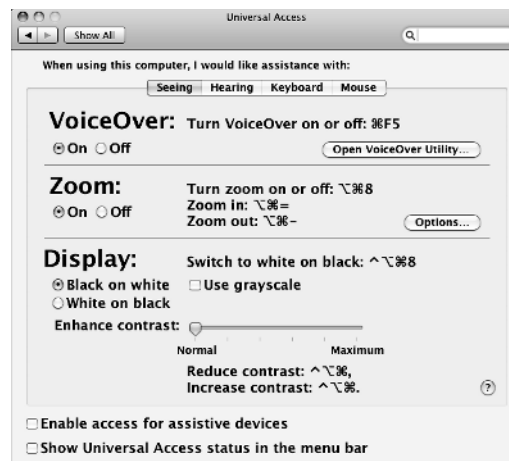 Universal Access
Show All
When using this computer, I would like assistance with:
Seeing Hearing Keyboard Mouse
VoiceOver: Turn VoiceOver on or off: ⌘F5
On Off Open VoiceOver Utility...
Zoom: Turn zoom on or off: ⌥⌘8
On Off Zoom in: ⌥⌘=
Zoom out: ⌥⌘- Options...
Display: Switch to white on black: ^⌥⌘8
Black on white Use grayscale
White on black
Enhance contrast:
Normal Maximum
Reduce contrast: ^⌥⌘,
Increase contrast: ^⌥⌘. ?
Enable access for assistive devices
Show Universal Access status in the menu bar